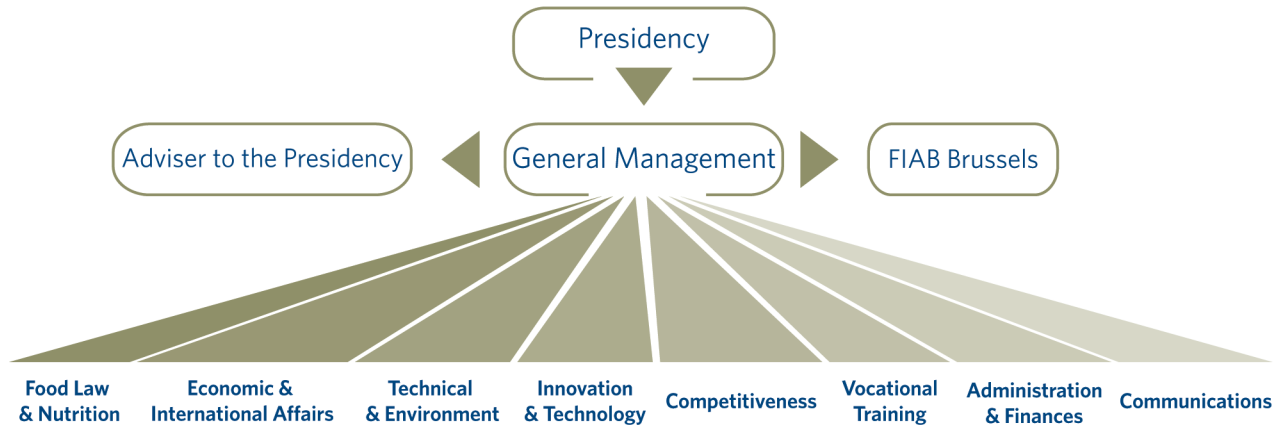 Presidency
Adviser to the Presidency
General Management
FIAB Brussels
Food Law
& Nutrition
Economic &
International Affairs
Technical
& Environment
Innovation
& Technology
Competitiveness
Vocational
Training
Administration
& Finances
Communications